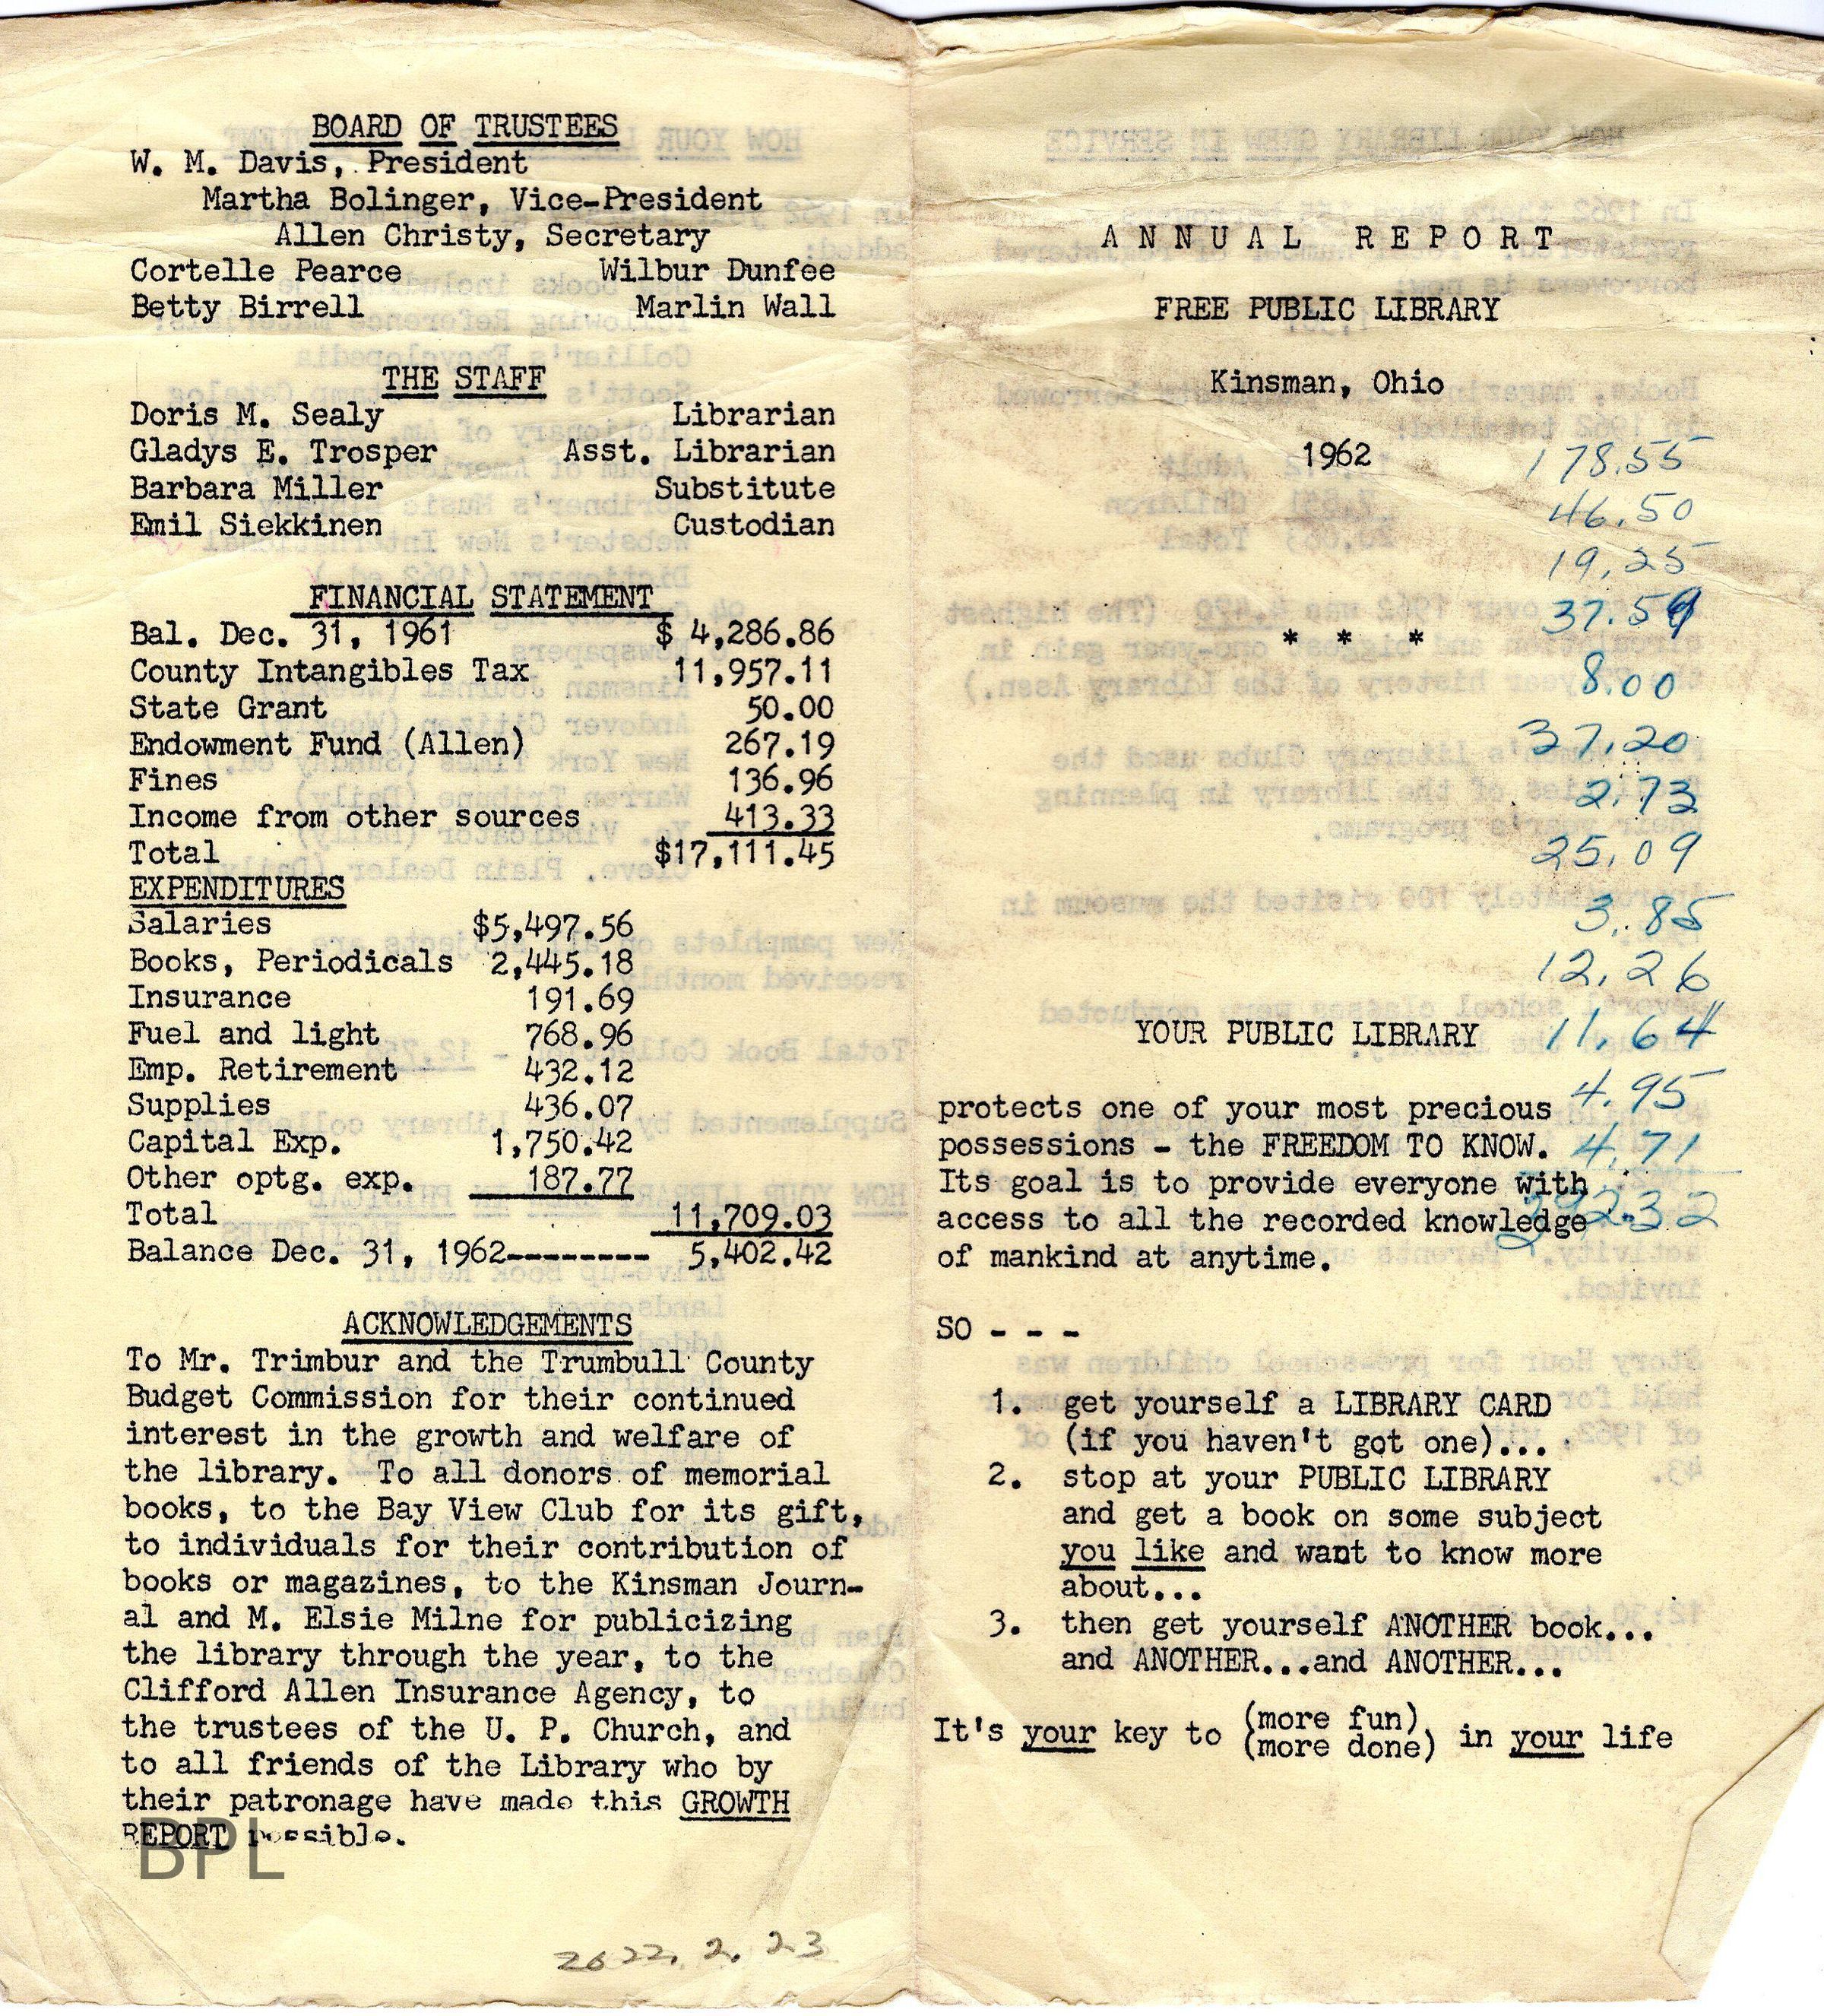 BOARD OF TRUSTEES
W. M. Davis, President
Martha Bolinger, Vice-President
Allen Christy, Secretary
Cortelle Pearce Wilbur Dunfee
Betty Birrell Marlin Wall
THE STAFF
Doris M. Sealy Librarian
Gladys E. Trosper Asst. Librarian
Barbara Miller Substitute
Emil Siekkinen Custodian
FINANCIAL STATEMENT
Bal. Dec. 31, 1961 $ 4,286.86
County Intangibles Tax 11,957.11
State Grant 50.00
Endowment Fund (Allen) 267.19
Fines 136.96
Income from other sources 413.33
Total $17,111.45
EXPENDITURES
Salaries $5,497.56
Books, Periodicals 2,445.18
Insurance 191.69
Fuel and light 768.96
Emp. Retirement 432.12
Supplies 436.07
Capital Exp. 1,750.42
Other optg. exp. 187.77
Total 11,709.03
Balance Dec. 31, 1962--------- 5,402.42
ACKNOWLEDGEMENTS
To Mr. Trimbur and the Trumbull County
Budget Commission for their continued
interest in the growth and welfare of
the library. To all donors of memorial
books, to the Bay View Club for its gift,
to individuals for their contribution of
books or magazines, to the Kinsman Journ-
al and M. Elsie Milne for publicizing
the library through the year, to the
Clifford Allen Insurance Agency, to
the trustees of the U. P. Church, and
to all friends of the Library who by
their patronage have made this GROWTH
REPORT possible.
BPL
2022. 2. 23
ANNUAL REPORT
FREE PUBLIC LIBRARY
Kinsman, Ohio
1962
178.55
46.50
19.25
37.59
* * *
8.00
37.20
2.73
25.09
3.85
12.26
YOUR PUBLIC LIBRARY
11.64
4.95
protects one of your most precious
possessions - the FREEDOM TO KNOW.
4.71
Its goal is to provide everyone with
392.32
access to all the recorded knowledge
of mankind at anytime.
SO - - -
1. get yourself a LIBRARY CARD
(if you haven't got one)...
2. stop at your PUBLIC LIBRARY
and get a book on some subject
you like and want to know more
about...
3. then get yourself ANOTHER book...
and ANOTHER...and ANOTHER...
It's your key to (more fun) (more done) in your life